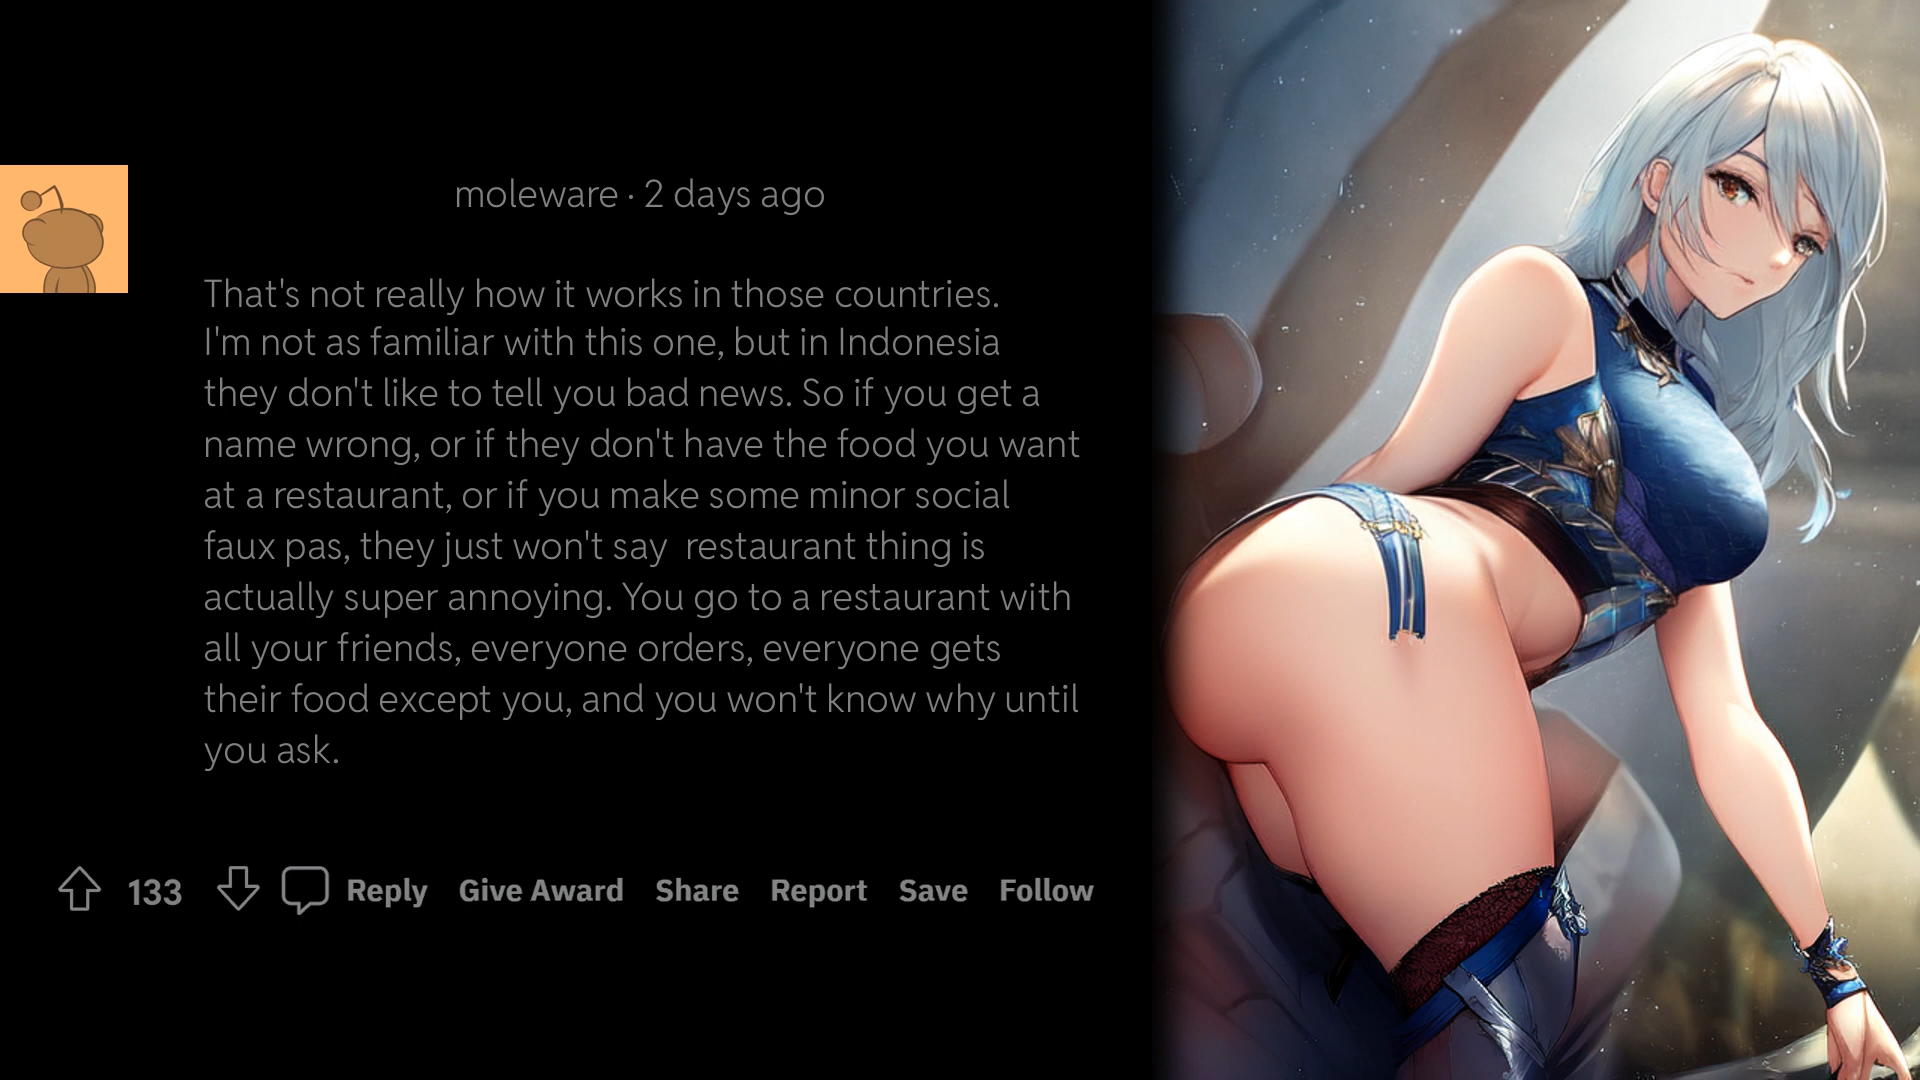 moleware · 2 days ago
That's not really how it works in those countries.
I'm not as familiar with this one, but in Indonesia
they don't like to tell you bad news. So if you get a
name wrong, or if they don't have the food you want
at a restaurant, or if you make some minor social
faux pas, they just won't say  restaurant thing is
actually super annoying. You go to a restaurant with
all your friends, everyone orders, everyone gets
their food except you, and you won't know why until
you ask.
133 Reply Give Award Share Report Save Follow